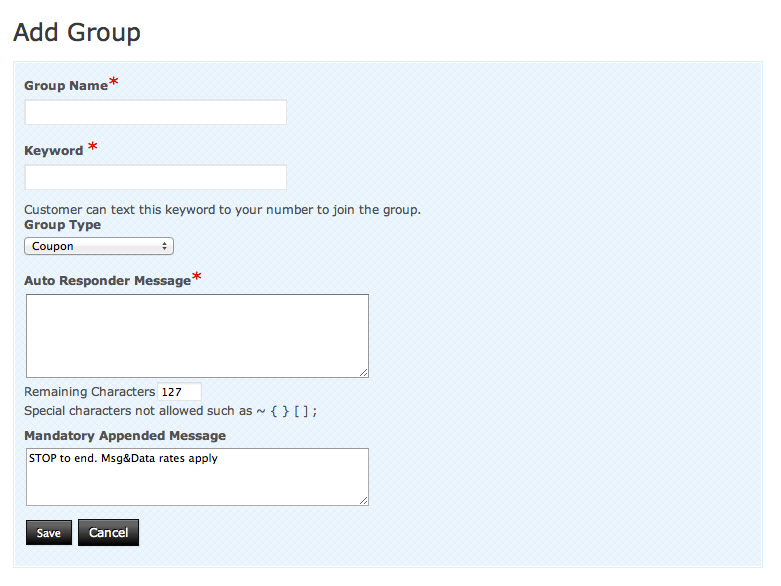 Add Group
Group Name*
Keyword *
Customer can text this keyword to your number to join the group.
Group Type
Coupon
Auto Responder Message*
Remaining Characters 127
Special characters not allowed such as ~ { } [ ] ;
Mandatory Appended Message
STOP to end. Msg&Data rates apply
Save Cancel